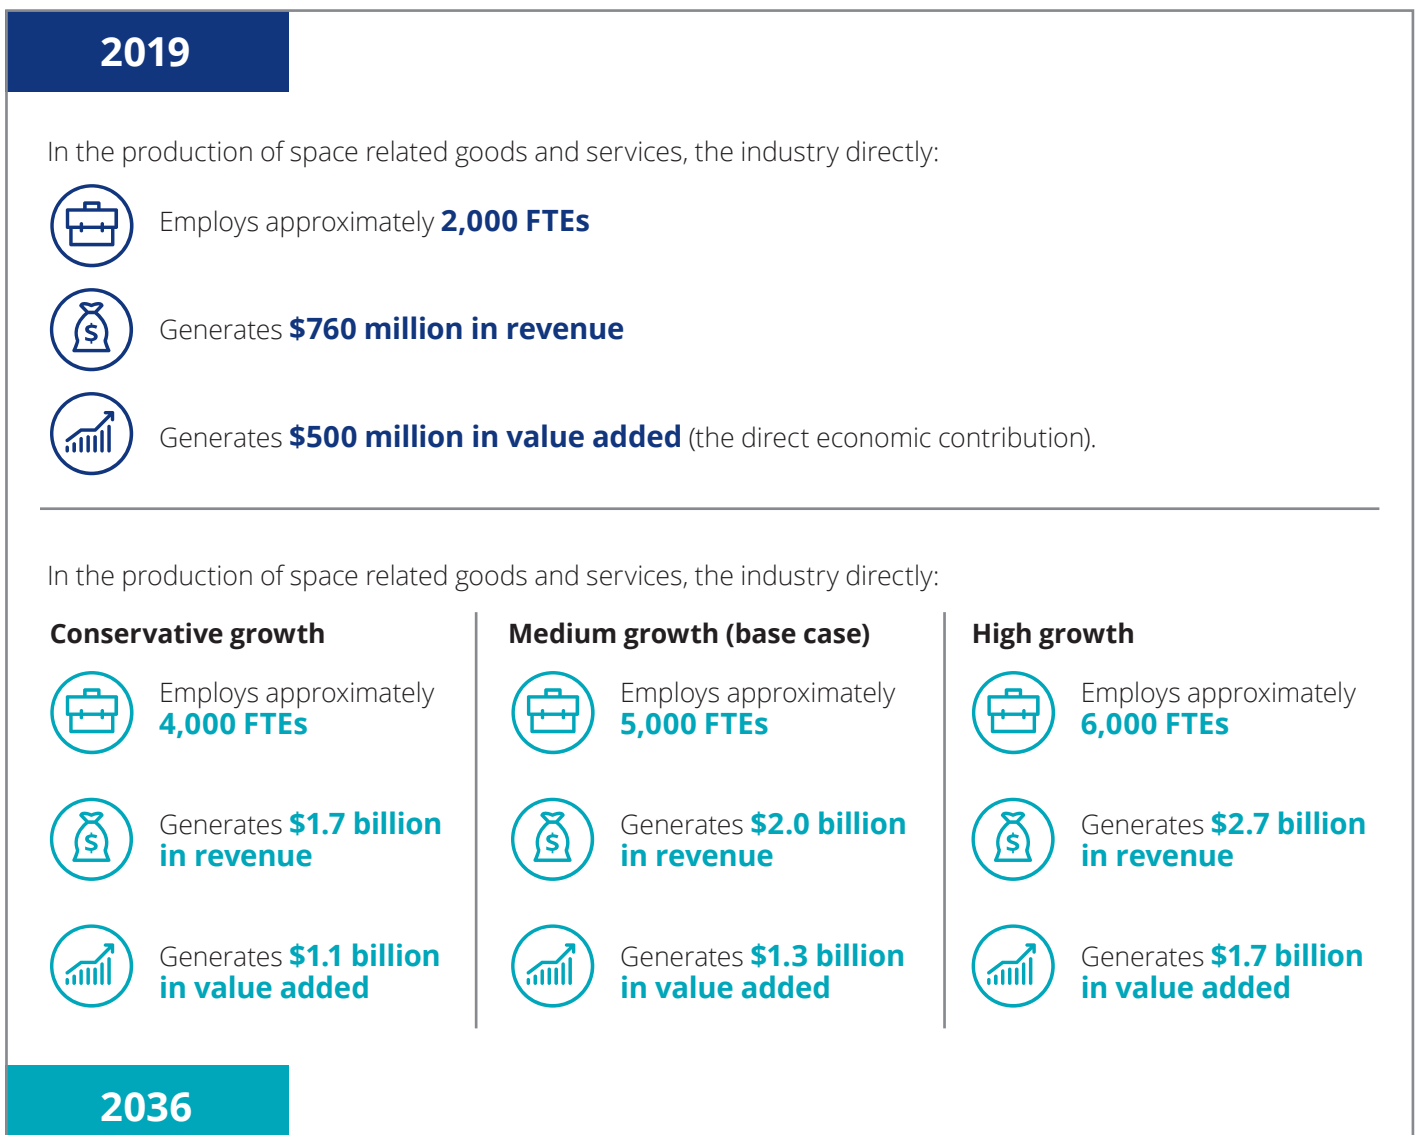 2019
In the production of space related goods and services, the industry directly:
Employs approximately 2,000 FTEs
$
Generates $760 million in revenue
Generates $500 million in value added (the direct economic contribution).
In the production of space related goods and services, the industry directly:
Conservative growth
Employs approximately
4,000 FTEs
$
Generates $1.7 billion
in revenue
Generates $1.1 billion
in value added
Medium growth (base case)
Employs approximately
5,000 FTEs
$
Generates $2.0 billion
in revenue
Generates $1.3 billion
in value added
High growth
Employs approximately
6,000 FTEs
$
Generates $2.7 billion
in revenue
Generates $1.7 billion
in value added
2036